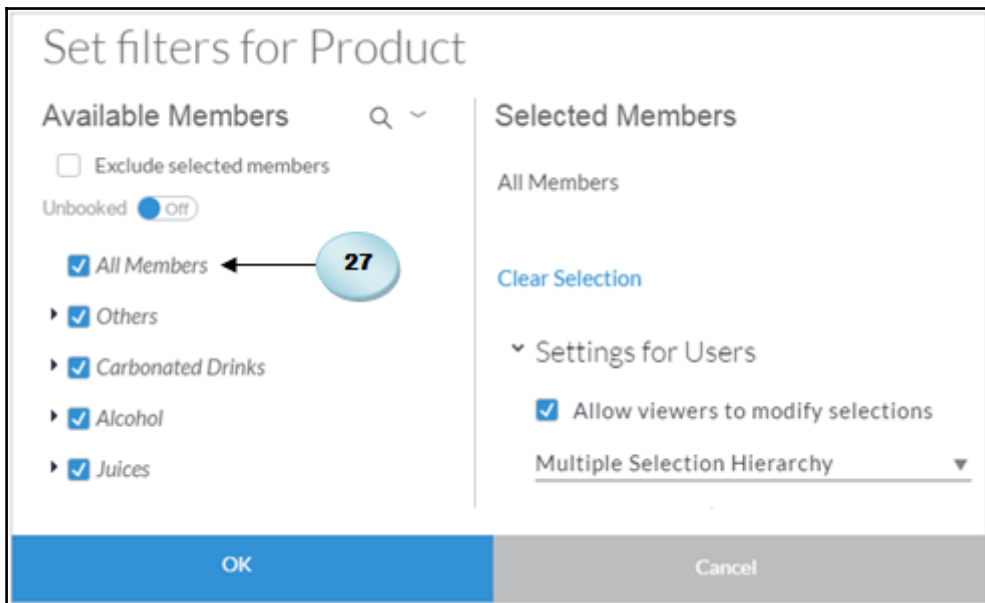 Set filters for Product
Available Members
Exclude selected members
Unbooked Off
All Members 27
Others
Carbonated Drinks
Alcohol
Juices
Selected Members
All Members
Clear Selection
Settings for Users
Allow viewers to modify selections
Multiple Selection Hierarchy
OK
Cancel